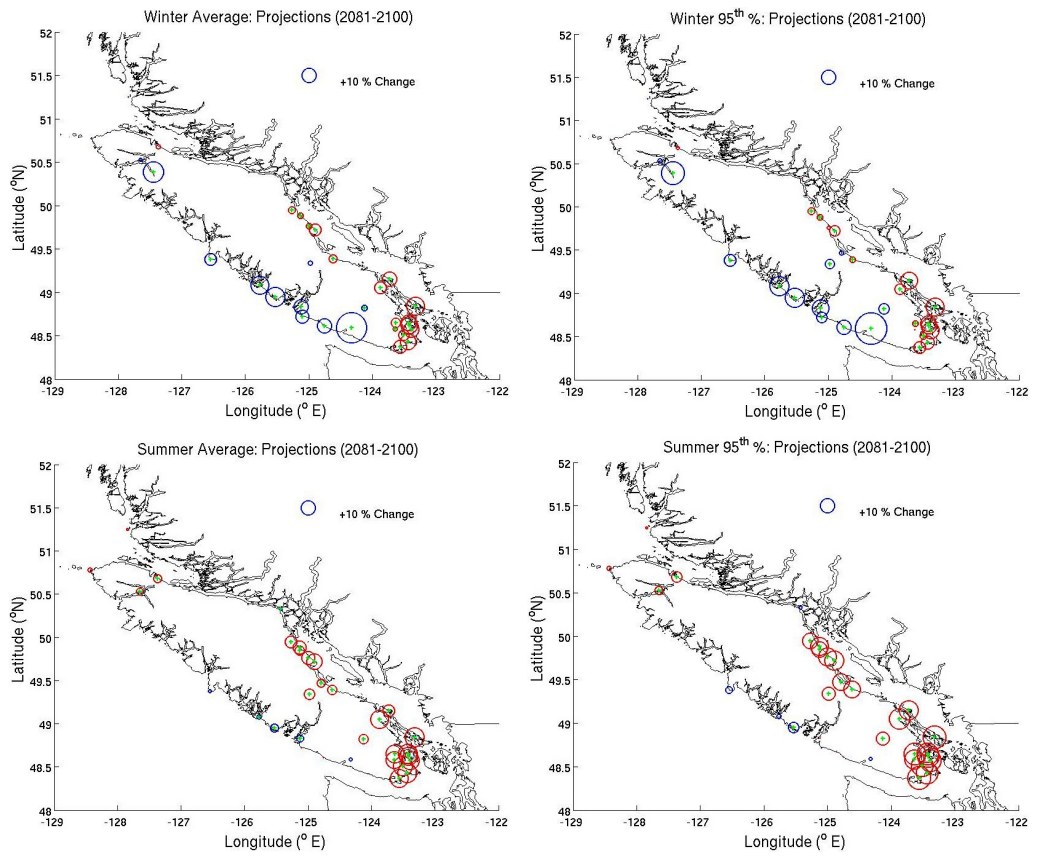 Winter Average: Projections (2081-2100)
52
51.5
51
50.5
50
49.5
49
48.5
48
Latitude (°N)
+10 % Change
-129 -128 -127 -126 -125 -124 -123 -122
Longitude (° E)
Winter 95th %: Projections (2081-2100)
52
51.5
51
50.5
50
49.5
49
48.5
48
Latitude (°N)
+10 % Change
-129 -128 -127 -126 -125 -124 -123 -122
Longitude (° E)
Summer Average: Projections (2081-2100)
52
51.5
51
50.5
50
49.5
49
48.5
48
Latitude (°N)
+10 % Change
-129 -128 -127 -126 -125 -124 -123 -122
Longitude (° E)
Summer 95th %: Projections (2081-2100)
52
51.5
51
50.5
50
49.5
49
48.5
48
Latitude (°N)
+10 % Change
-129 -128 -127 -126 -125 -124 -123 -122
Longitude (° E)